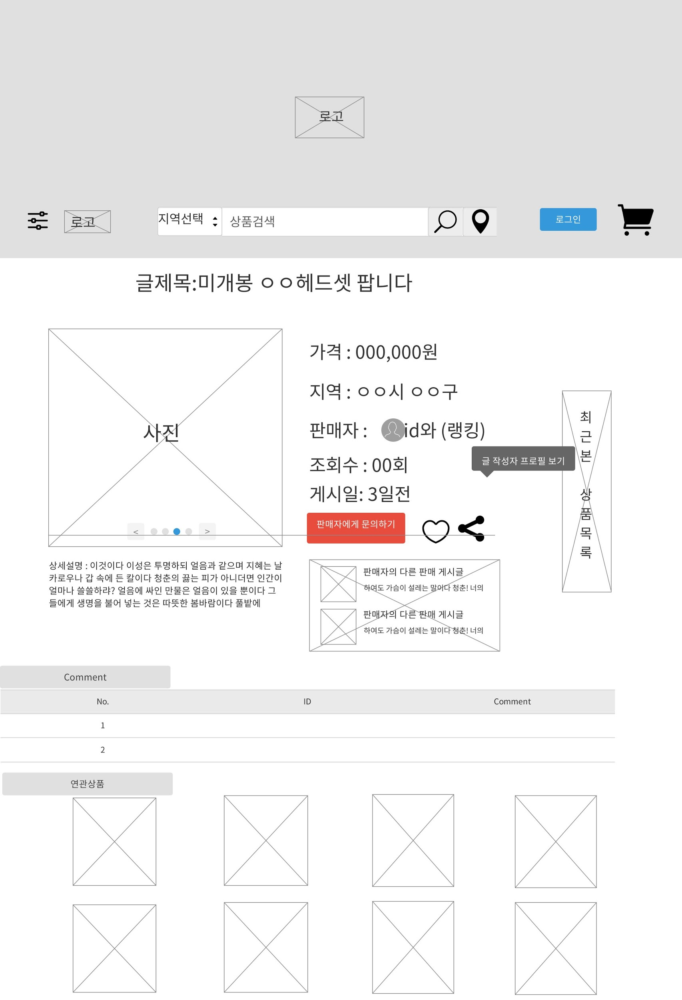 로고
로고
지역선택
상품검색
로그인
글제목:미개봉 ㅇㅇ헤드셋 팝니다
사진
< >
가격 : 000,000원
지역 : ㅇㅇ시 ㅇㅇ구
판매자 : id와 (랭킹)
글 작성자 프로필 보기
조회수 : 00회
게시일: 3일전
판매자에게 문의하기
최
근
본
상
품
목
록
상세설명 : 이것이다 이성은 투명하되 얼음과 같으며 지혜는 날
카로우나 갑 속에 든 칼이다 청춘의 끓는 피가 아니더면 인간이
얼마나 쓸쓸하랴? 얼음에 싸인 만물은 얼음이 있을 뿐이다 그
들에게 생명을 불어 넣는 것은 따뜻한 봄바람이다 풀밭에
판매자의 다른 판매 게시글
하여도 가슴이 설레는 말이다 청춘! 너의
판매자의 다른 판매 게시글
하여도 가슴이 설레는 말이다 청춘! 너의
Comment
No. ID Comment
1
2
연관상품